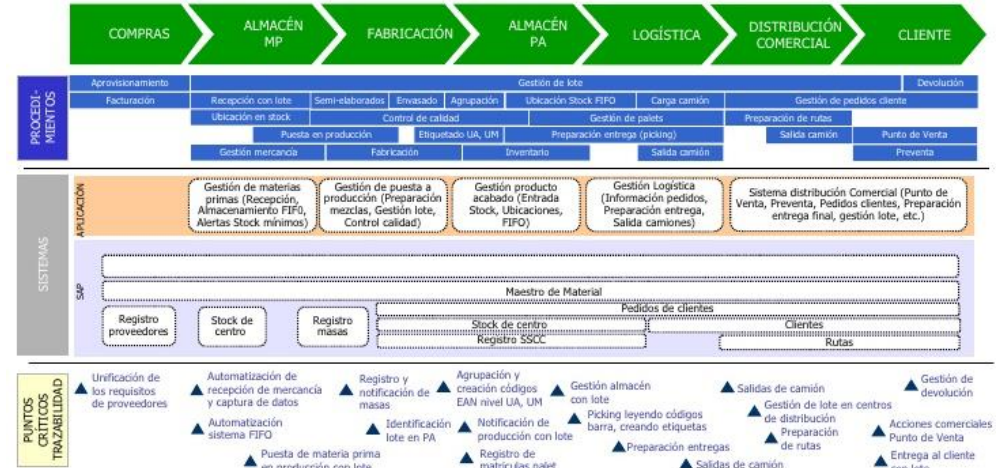 COMPRAS
ALMACÉN
MP
FABRICACIÓN
ALMACÉN
PA
LOGÍSTICA
DISTRIBUCIÓN
COMERCIAL
CLIENTE
PROCEDI-
MIENTOS
Aprovisionamiento
Gestión de lote
Devolución
Facturación
Recepción con lote
Semi-elaborados
Envasado
Agrupación
Ubicación Stock FIFO
Carga camión
Gestión de pedidos cliente
Ubicación en stock
Control de calidad
Gestión de palets
Preparación de rutas
Puesta en producción
Etiquetado UA, UM
Preparación entrega (picking)
Salida camión
Punto de Venta
Gestión mercancía
Fabricación
Inventario
Salida camión
Preventa
SISTEMAS
APLICACIÓN
Gestión de materias
primas (Recepción,
Almacenamiento FIFO,
Alertas Stock mínimos)
Gestión de puesta a
producción (Preparación
mezclas, Gestión lote,
Control calidad)
Gestión producto
acabado (Entrada
Stock, Ubicaciones,
FIFO)
Gestión Logística
(Información pedidos,
Preparación entrega,
Salida camiones)
Sistema distribución Comercial (Punto de
Venta, Preventa, Pedidos clientes, Preparación
entrega final, gestión lote, etc.)
SAP
Maestro de Material
Pedidos de clientes
Registro
proveedores
Stock de
centro
Registro
masas
Stock de centro
Clientes
Registro SSCC
Rutas
PUNTOS
CRÍTICOS
TRAZABILIDAD
Unificación de
los requisitos
de proveedores
Automatización de
recepción de mercancía
y captura de datos
Automatización
sistema FIFO
Puesta de materia prima
en producción con lote
Registro y
notificación de
masas
Identificación
lote en PA
Agrupación y
creación códigos
EAN nivel UA, UM
Notificación de
producción con lote
Registro de
matrículas palet
Gestión almacén
con lote
Picking leyendo códigos
barra, creando etiquetas
Preparación entregas
Salidas de camión
Salidas de camión
Gestión de lote en centros
de distribución
Preparación
de rutas
Gestión de
devolución
Acciones comerciales
Punto de Venta
Entrega al cliente
con lote